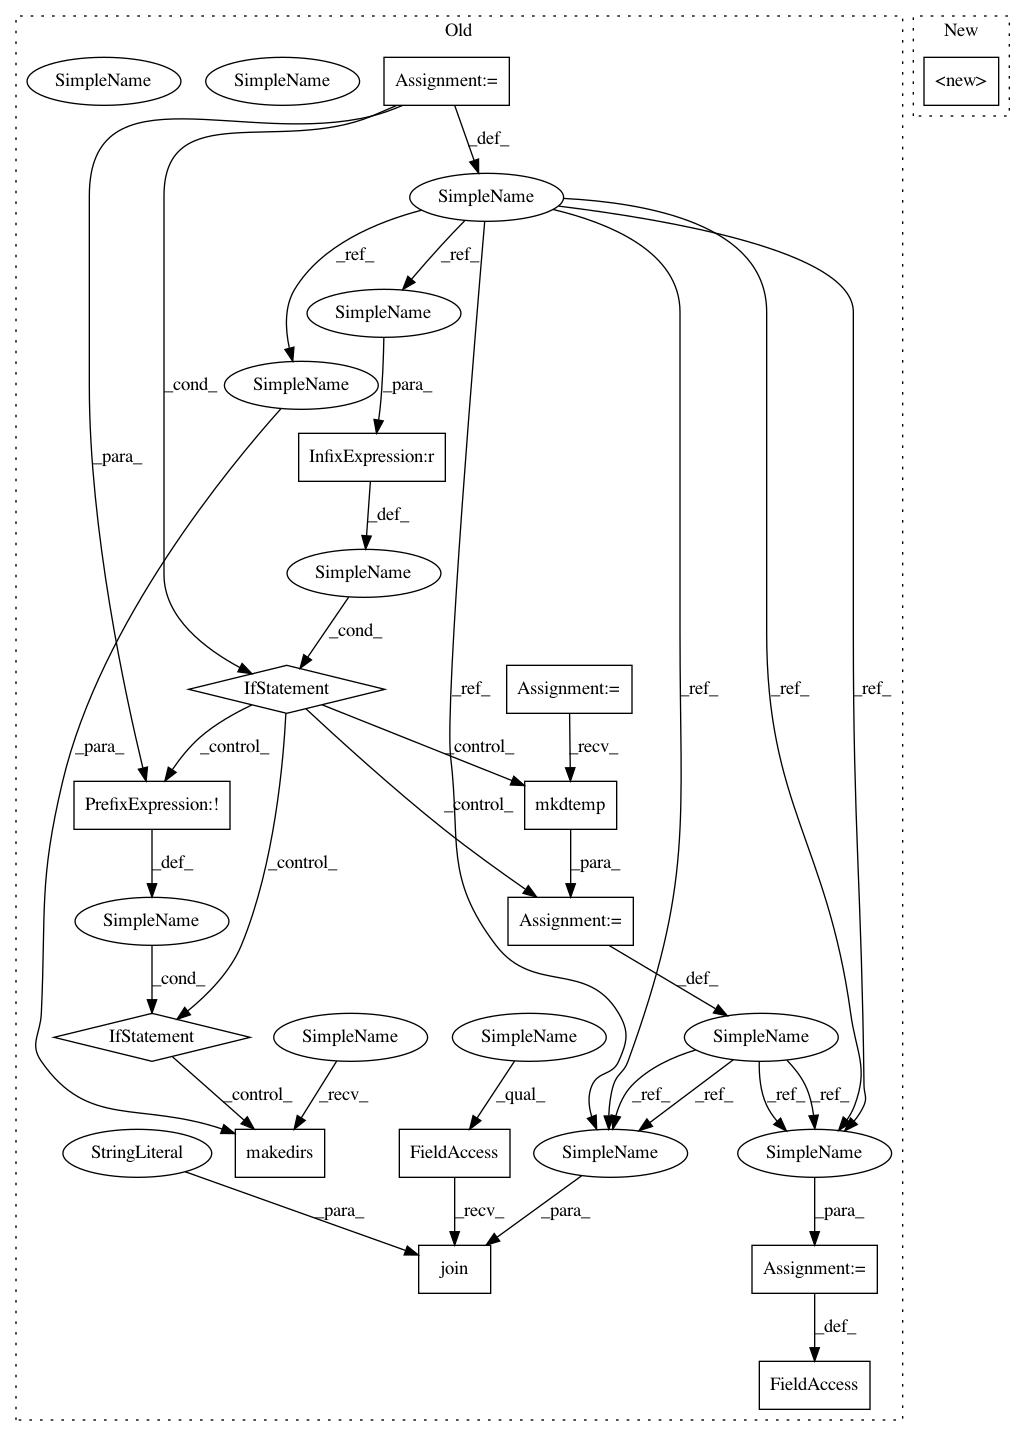 Old
New
SimpleName
SimpleName
Assignment:=
<new>
_def_
SimpleName
_ref_
_ref_
SimpleName
SimpleName
_cond_
_para_
_para_
InfixExpression:r
_def_
SimpleName
_cond_
IfStatement
Assignment:=
_ref_
_ref_
_ref_
_ref_
_para_
_control_
_control_
_recv_
PrefixExpression:!
mkdtemp
_control_
_def_
_control_
_para_
SimpleName
Assignment:=
_cond_
_def_
IfStatement
SimpleName
SimpleName
SimpleName
_control_
_recv_
_qual_
_ref_
_ref_
_ref_
_ref_
StringLiteral
makedirs
FieldAccess
SimpleName
SimpleName
_para_
_recv_
_para_
_para_
join
Assignment:=
_def_
FieldAccess